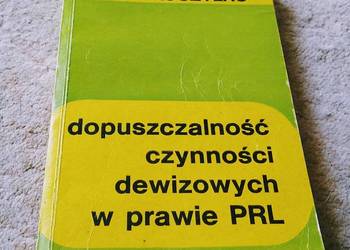 dopuszczalność
czynności
dewizowych
w prawie PRL